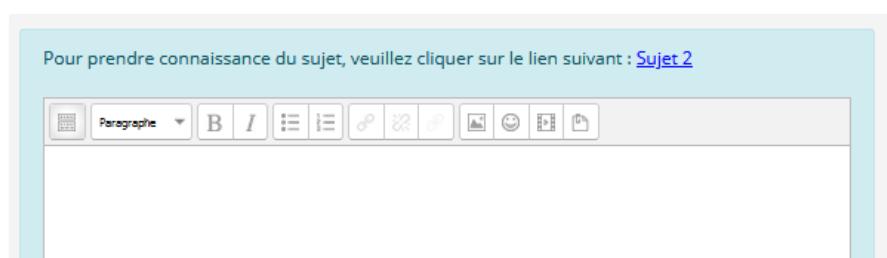 Pour prendre connaissance du sujet, veuillez cliquer sur le lien suivant : Sujet 2
Paragraphe B I